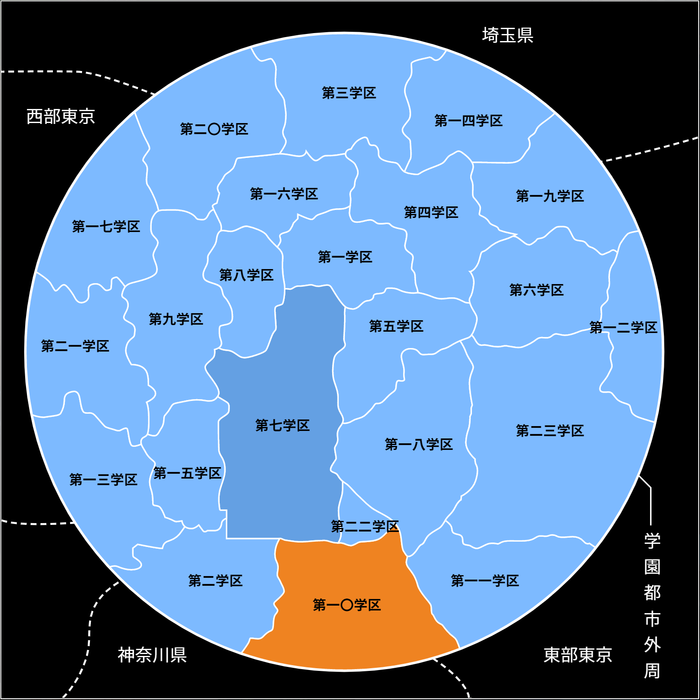 埼玉県
第三学区
西部東京
第二〇学区
第一四学区
第一六学区
第一九学区
第四学区
第一七学区
第一学区
第八学区
第六学区
第九学区
第五学区
第一二学区
第二一学区
第七学区
第二三学区
第一八学区
第一三学区
第一五学区
第二二学区
学園都市外周
第二学区
第一一学区
第一〇学区
神奈川県
東部東京